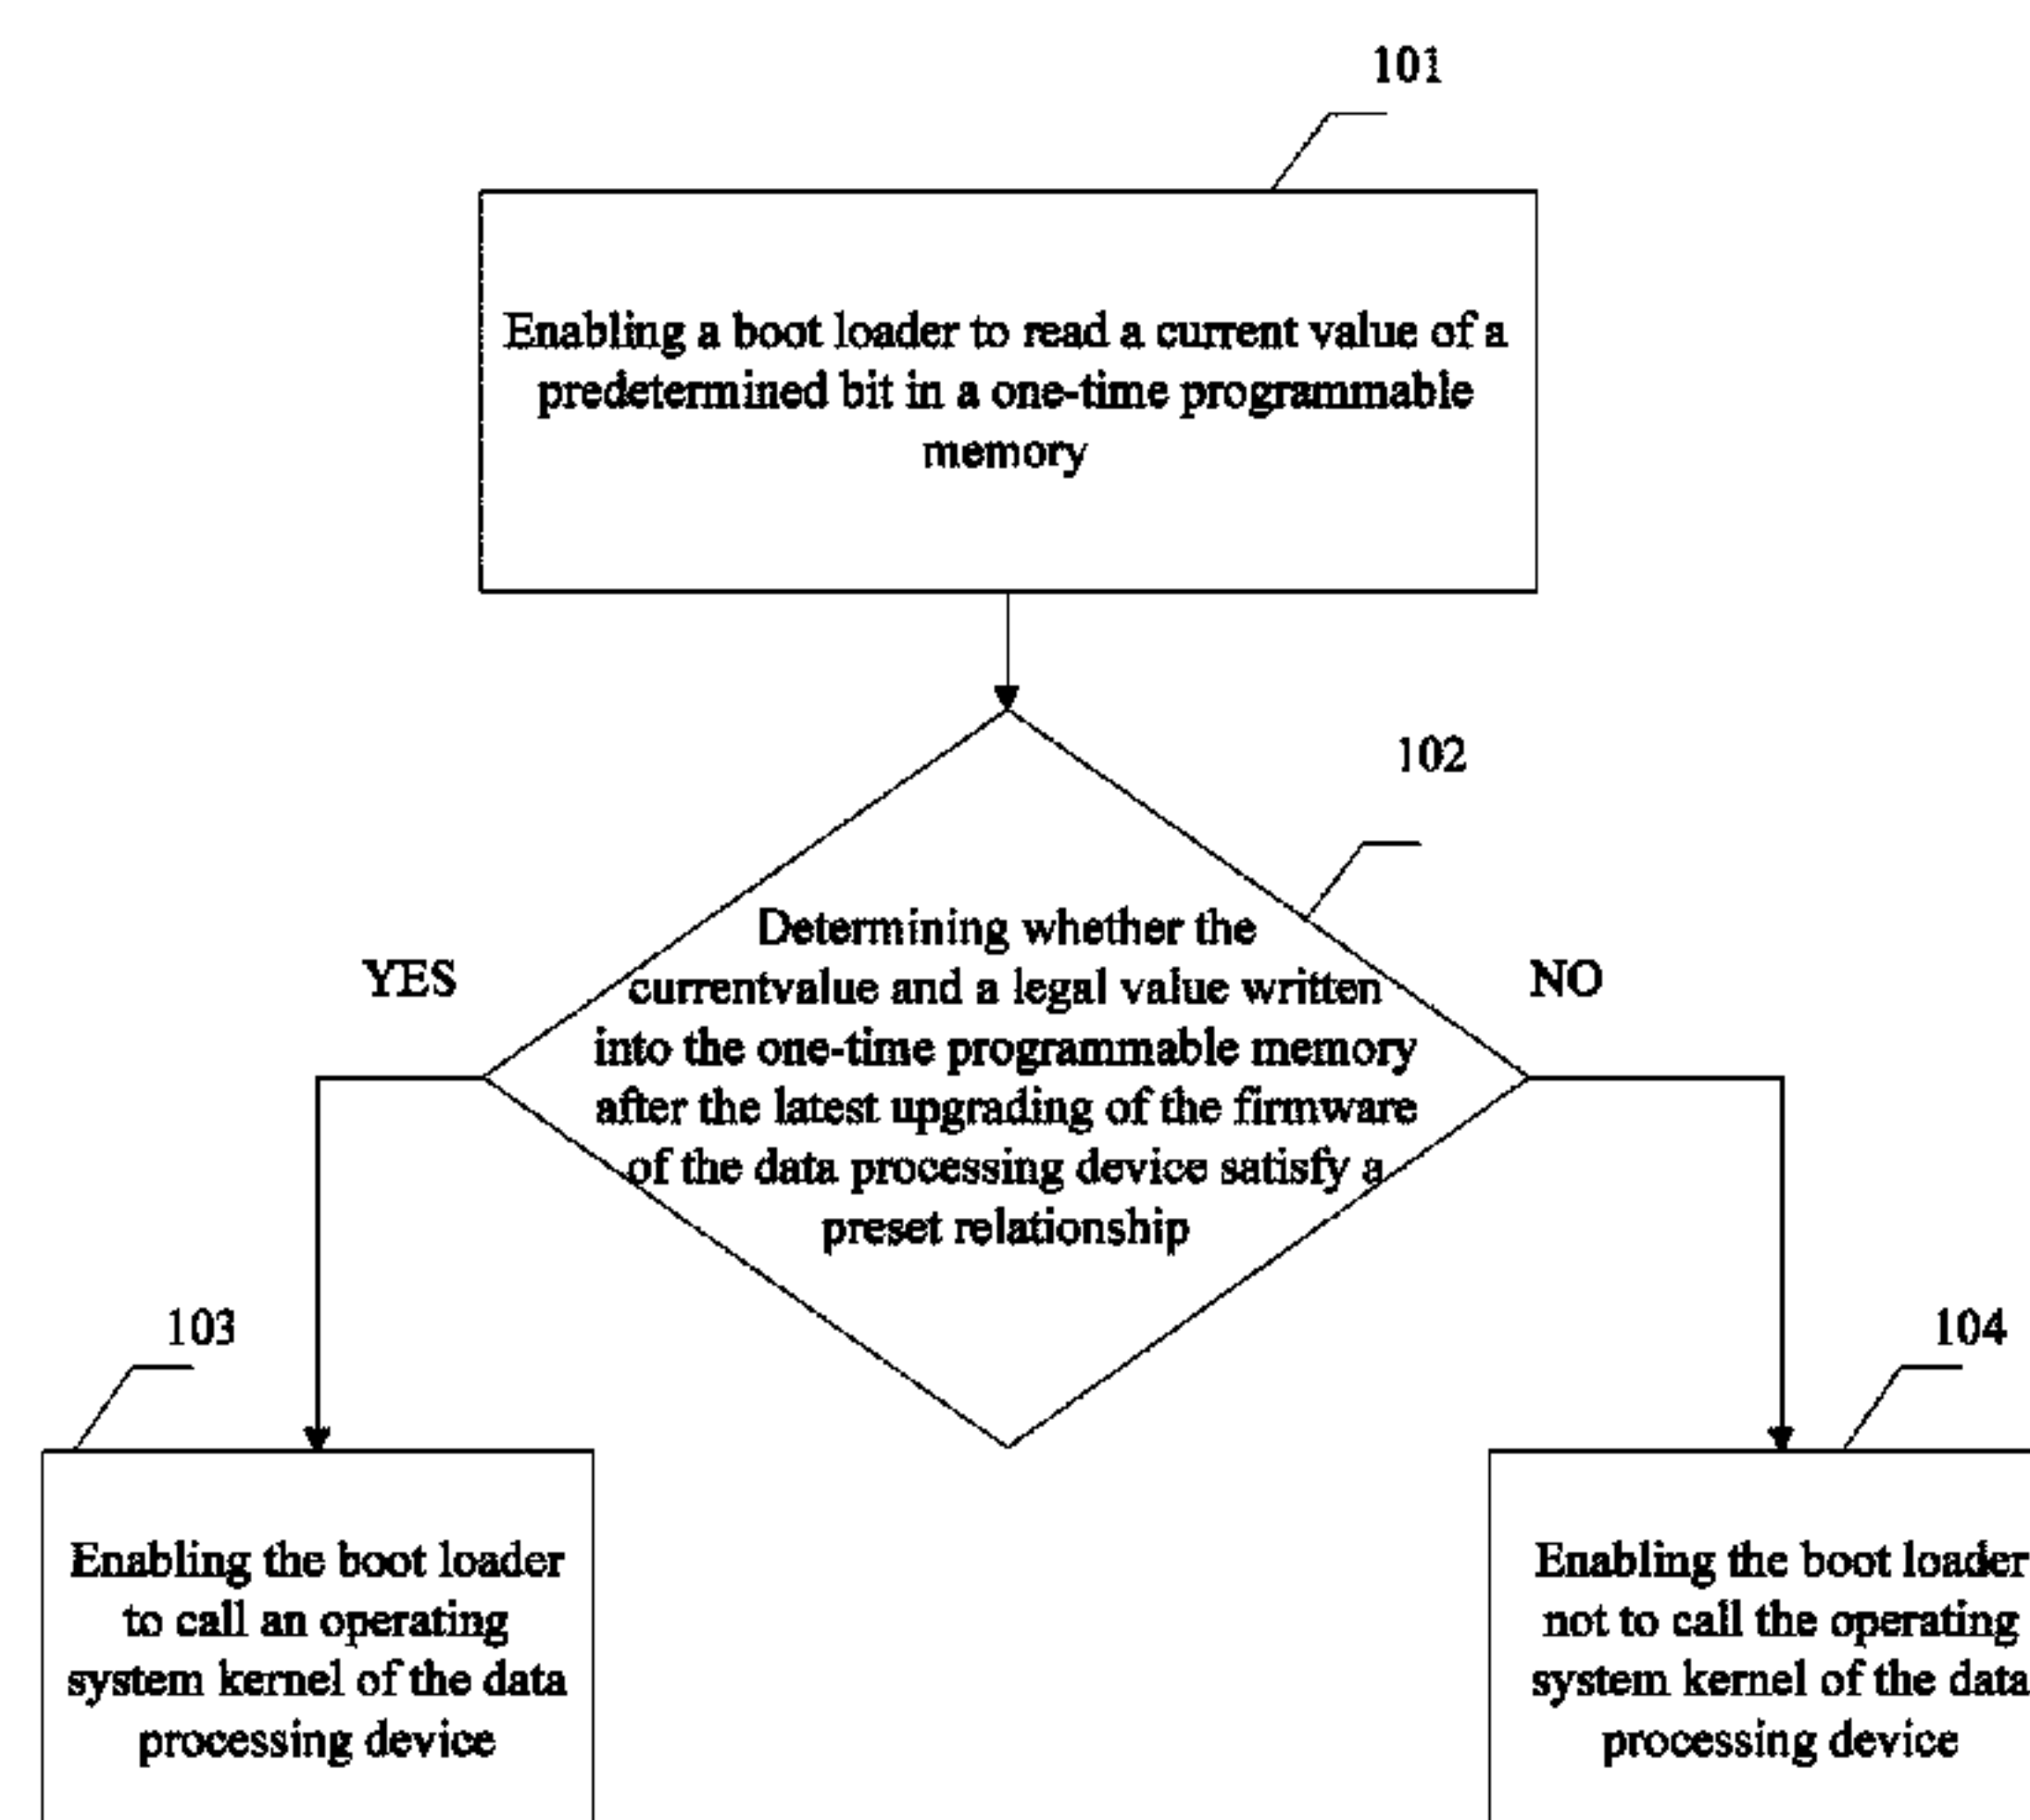 101
Enabling a boot loader to read a current value of a
predetermined bit in a one-time programmable
memory
102
Determining whether the
currentvalue and a legal value written
into the one-time programmable memory
after the latest upgrading of the firmware
of the data processing device satisfy a
preset relationship
YES
NO
103
Enabling the boot loader
to call an operating
system kernel of the data
processing device
104
Enabling the boot loader
not to call the operating
system kernel of the data
processing device